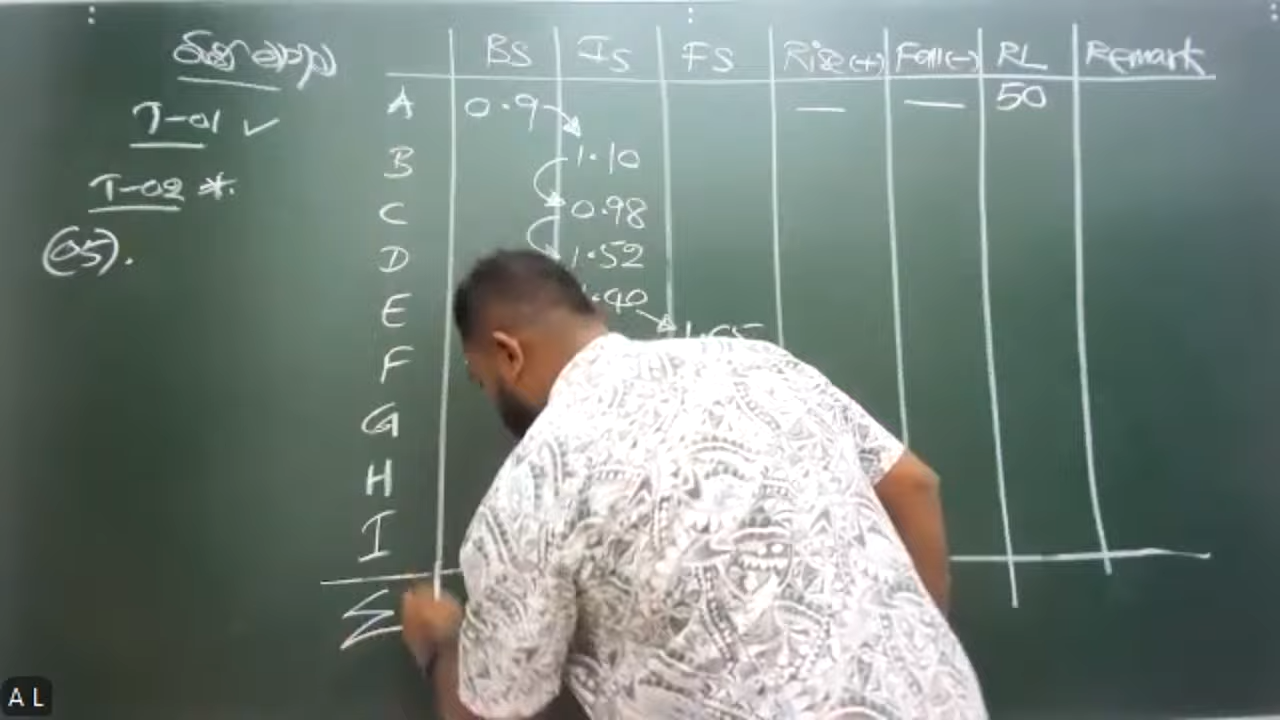 BS IS FS Rise(+) Fall(-) RL Remark
T-01 ✓
T-02 *.
(05).
A 0.9 — — 50
B 1.10
C 0.98
D 1.52
E .90
F
G
H
I
Σ
A L